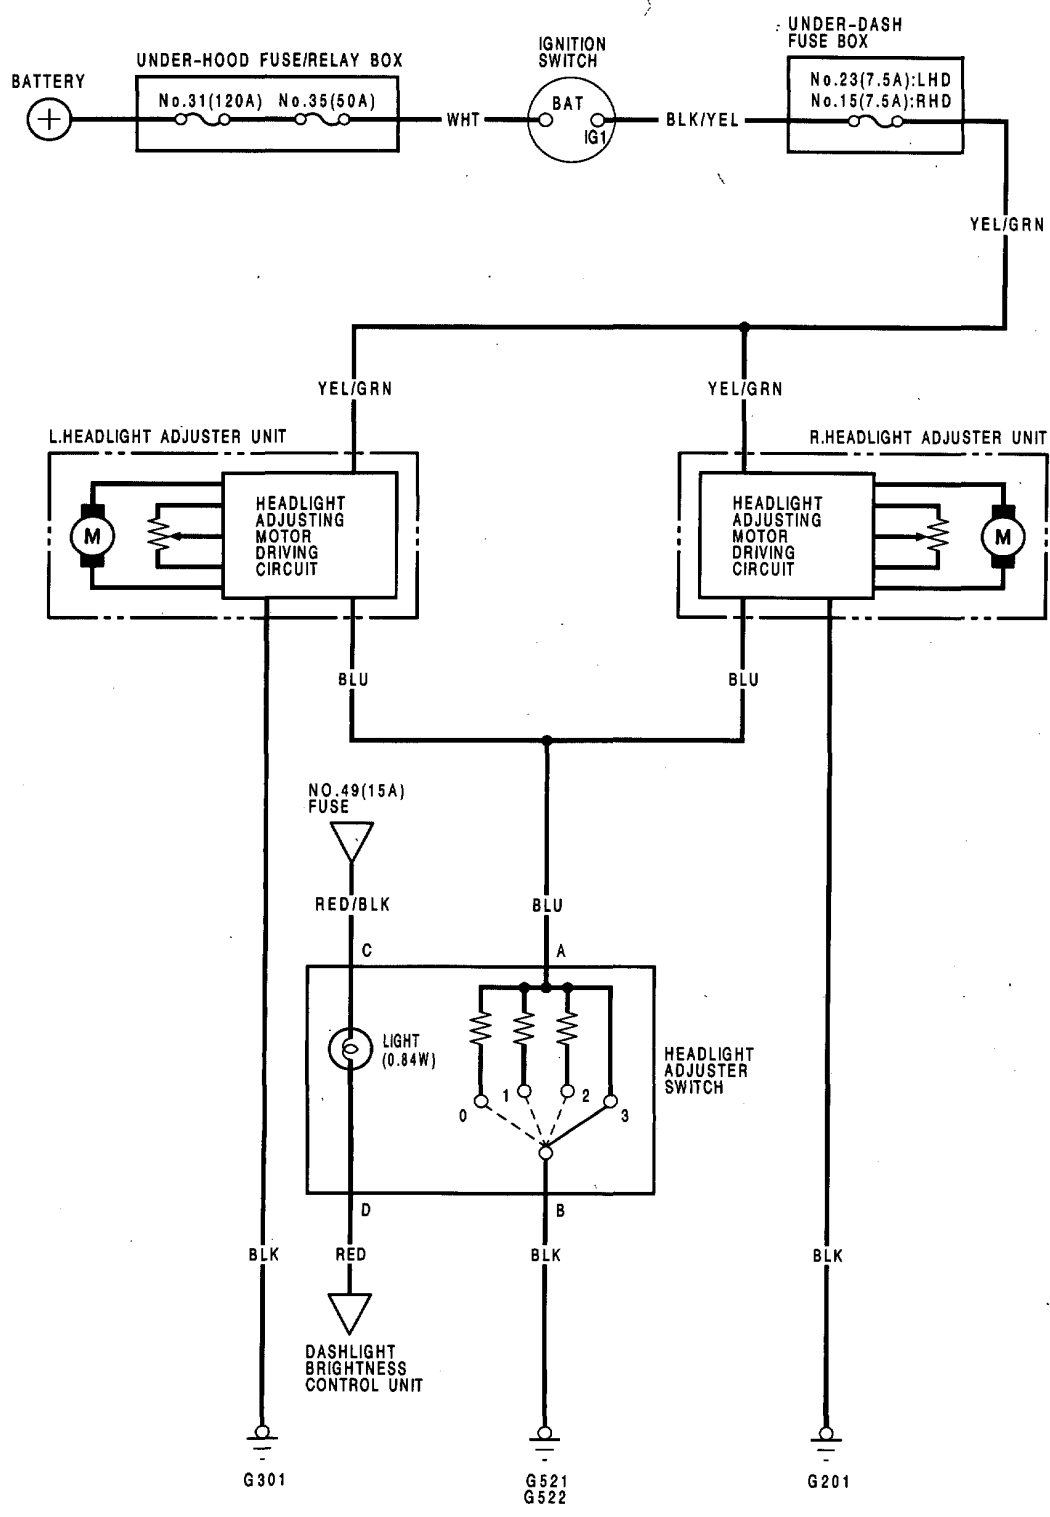 UNDER-DASH
FUSE BOX
IGNITION
SWITCH
UNDER-HOOD FUSE/RELAY BOX
BATTERY
No.31(120A) No.35(50A)
No.23(7.5A):LHD
No.15(7.5A):RHD
BAT
IG1
WHT
BLK/YEL
YEL/GRN
YEL/GRN
YEL/GRN
L.HEADLIGHT ADJUSTER UNIT
R.HEADLIGHT ADJUSTER UNIT
HEADLIGHT
ADJUSTING
MOTOR
DRIVING
CIRCUIT
M
HEADLIGHT
ADJUSTING
MOTOR
DRIVING
CIRCUIT
M
BLU
BLU
NO.49(15A)
FUSE
RED/BLK
BLU
C
A
LIGHT
(0.84W)
HEADLIGHT
ADJUSTER
SWITCH
0
1
2
3
D
B
BLK
RED
BLK
BLK
DASHLIGHT
BRIGHTNESS
CONTROL UNIT
G301
G521
G522
G201